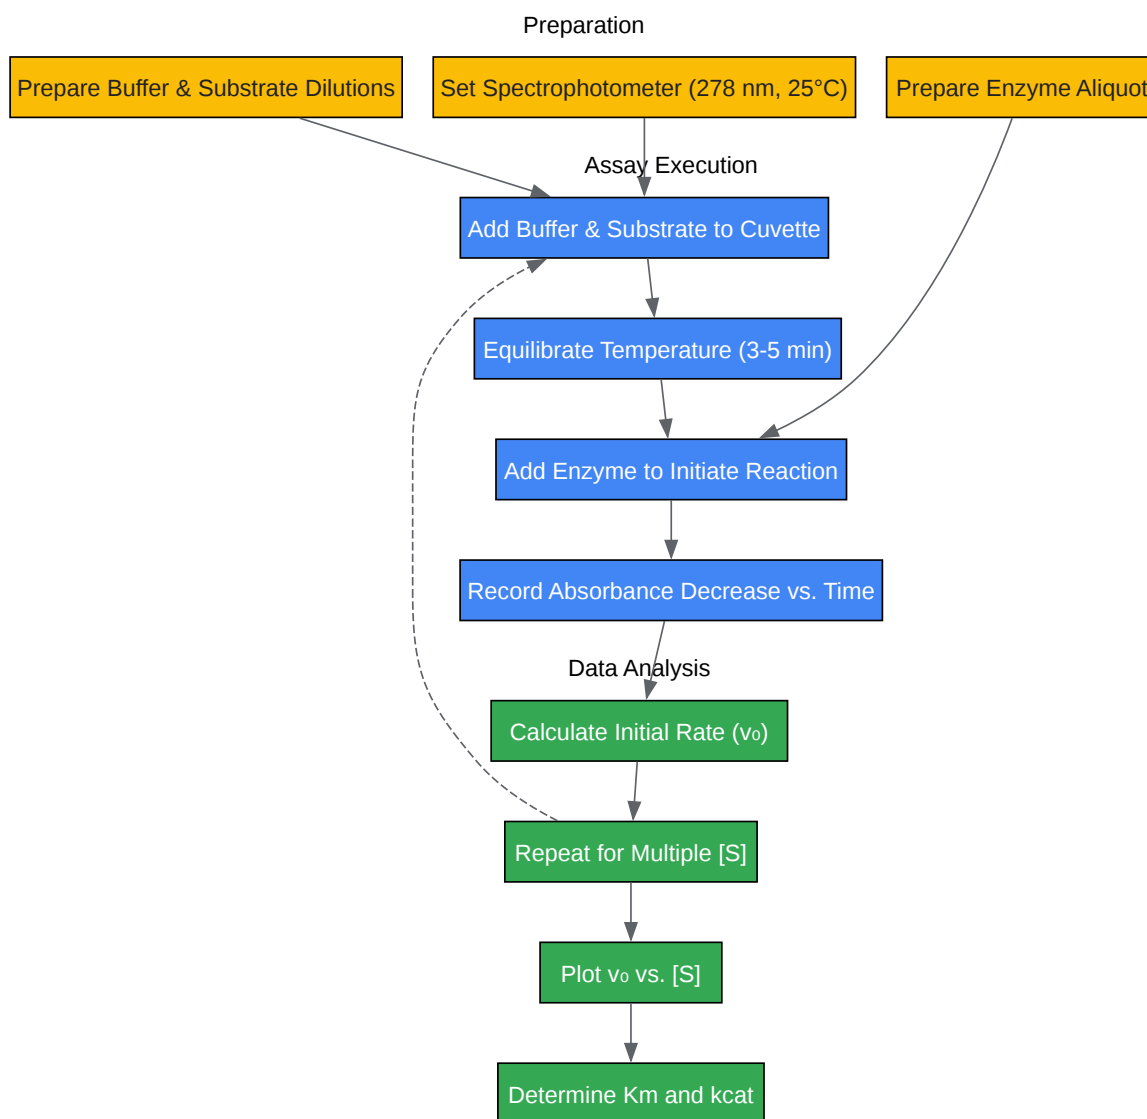 Preparation
Prepare Buffer & Substrate Dilutions
Set Spectrophotometer (278 nm, 25°C)
Prepare Enzyme Aliquot
Assay Execution
Add Buffer & Substrate to Cuvette
Equilibrate Temperature (3-5 min)
Add Enzyme to Initiate Reaction
Record Absorbance Decrease vs. Time
Data Analysis
Calculate Initial Rate (v₀)
Repeat for Multiple [S]
Plot v₀ vs. [S]
Determine Km and kcat